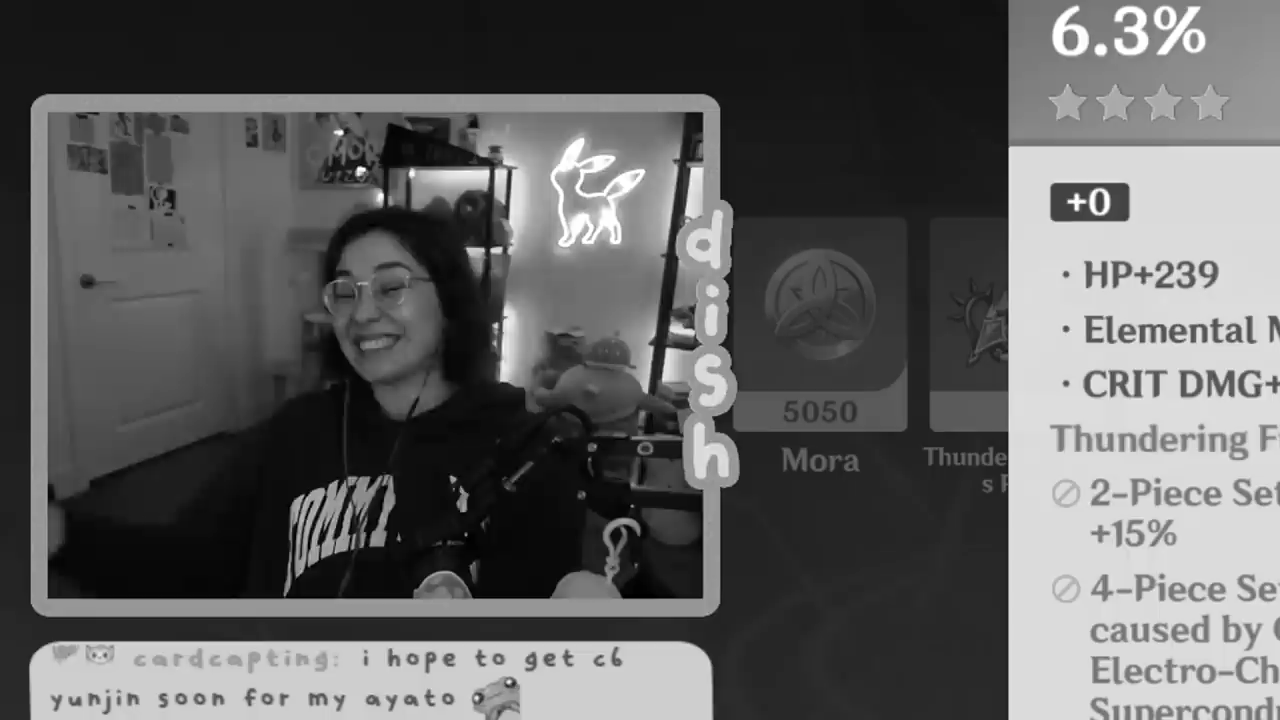 6.3%
+0
· HP+239
· Elemental
· CRIT DMG+
Thundering
2-Piece Set
+15%
4-Piece Set
caused by
Electro-Ch
Supercond
5050
Mora
Thunde
dish
cardcapting: i hope to get c6
yunjin soon for my ayato